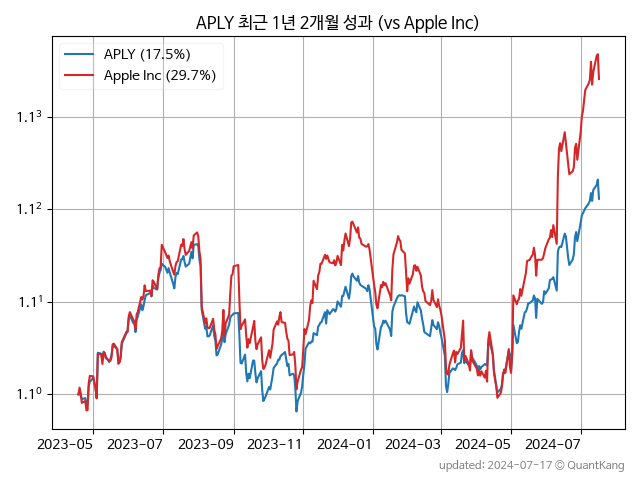 APLY 최근 1년 2개월 성과 (vs Apple Inc)
APLY (17.5%)
Apple Inc (29.7%)
1.1³
1.1²
1.1¹
1.1⁰
2023-05 2023-07 2023-09 2023-11 2024-01 2024-03 2024-05 2024-07
updated: 2024-07-17 © QuantKang